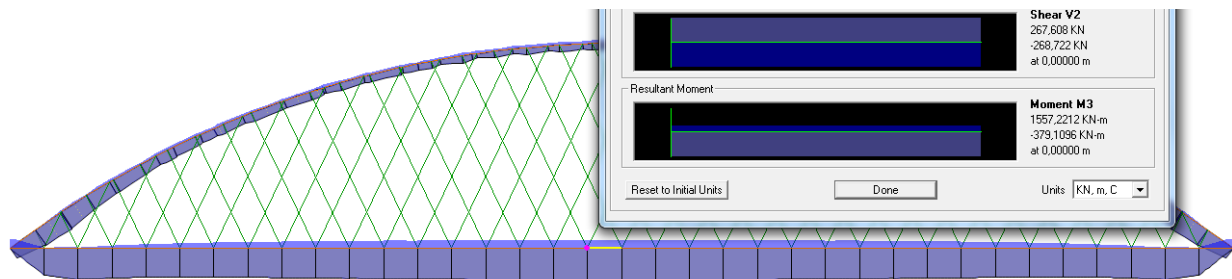 Shear V2
267,608 KN
-268,722 KN
at 0,00000 m
Resultant Moment
Moment M3
1557,2212 KN-m
-379,1096 KN-m
at 0,00000 m
Reset to Initial Units
Done
Units
KN, m, C